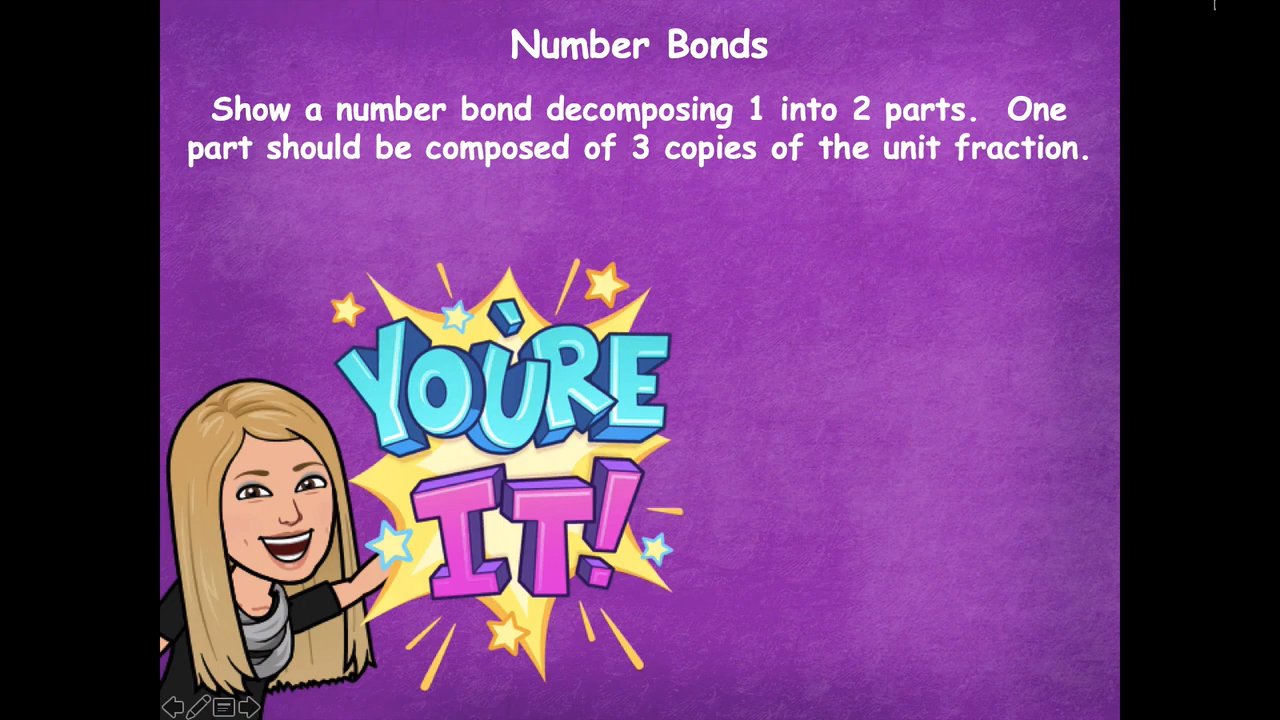 Number Bonds
Show a number bond decomposing 1 into 2 parts.  One
part should be composed of 3 copies of the unit fraction.
YOU'RE
IT!